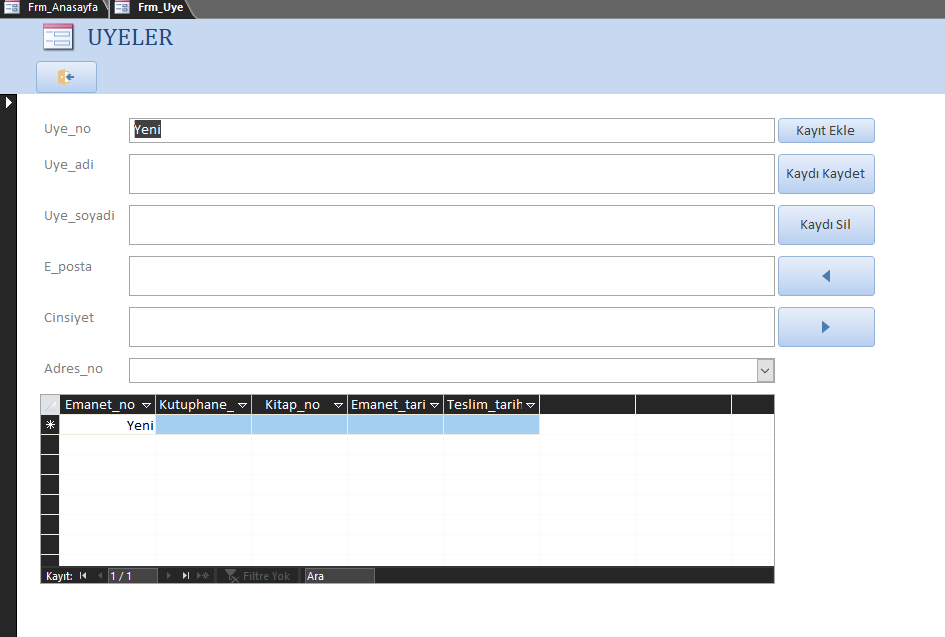 Frm_Anasayfa Frm_Uye
UYELER
Uye_no Yeni Kayıt Ekle
Uye_adi Kaydı Kaydet
Uye_soyadi Kaydı Sil
E_posta
Cinsiyet
Adres_no
Emanet_no Kutuphane_ Kitap_no Emanet_tari Teslim_tarih
Yeni
Kayıt: 1 / 1 Filtre Yok Ara